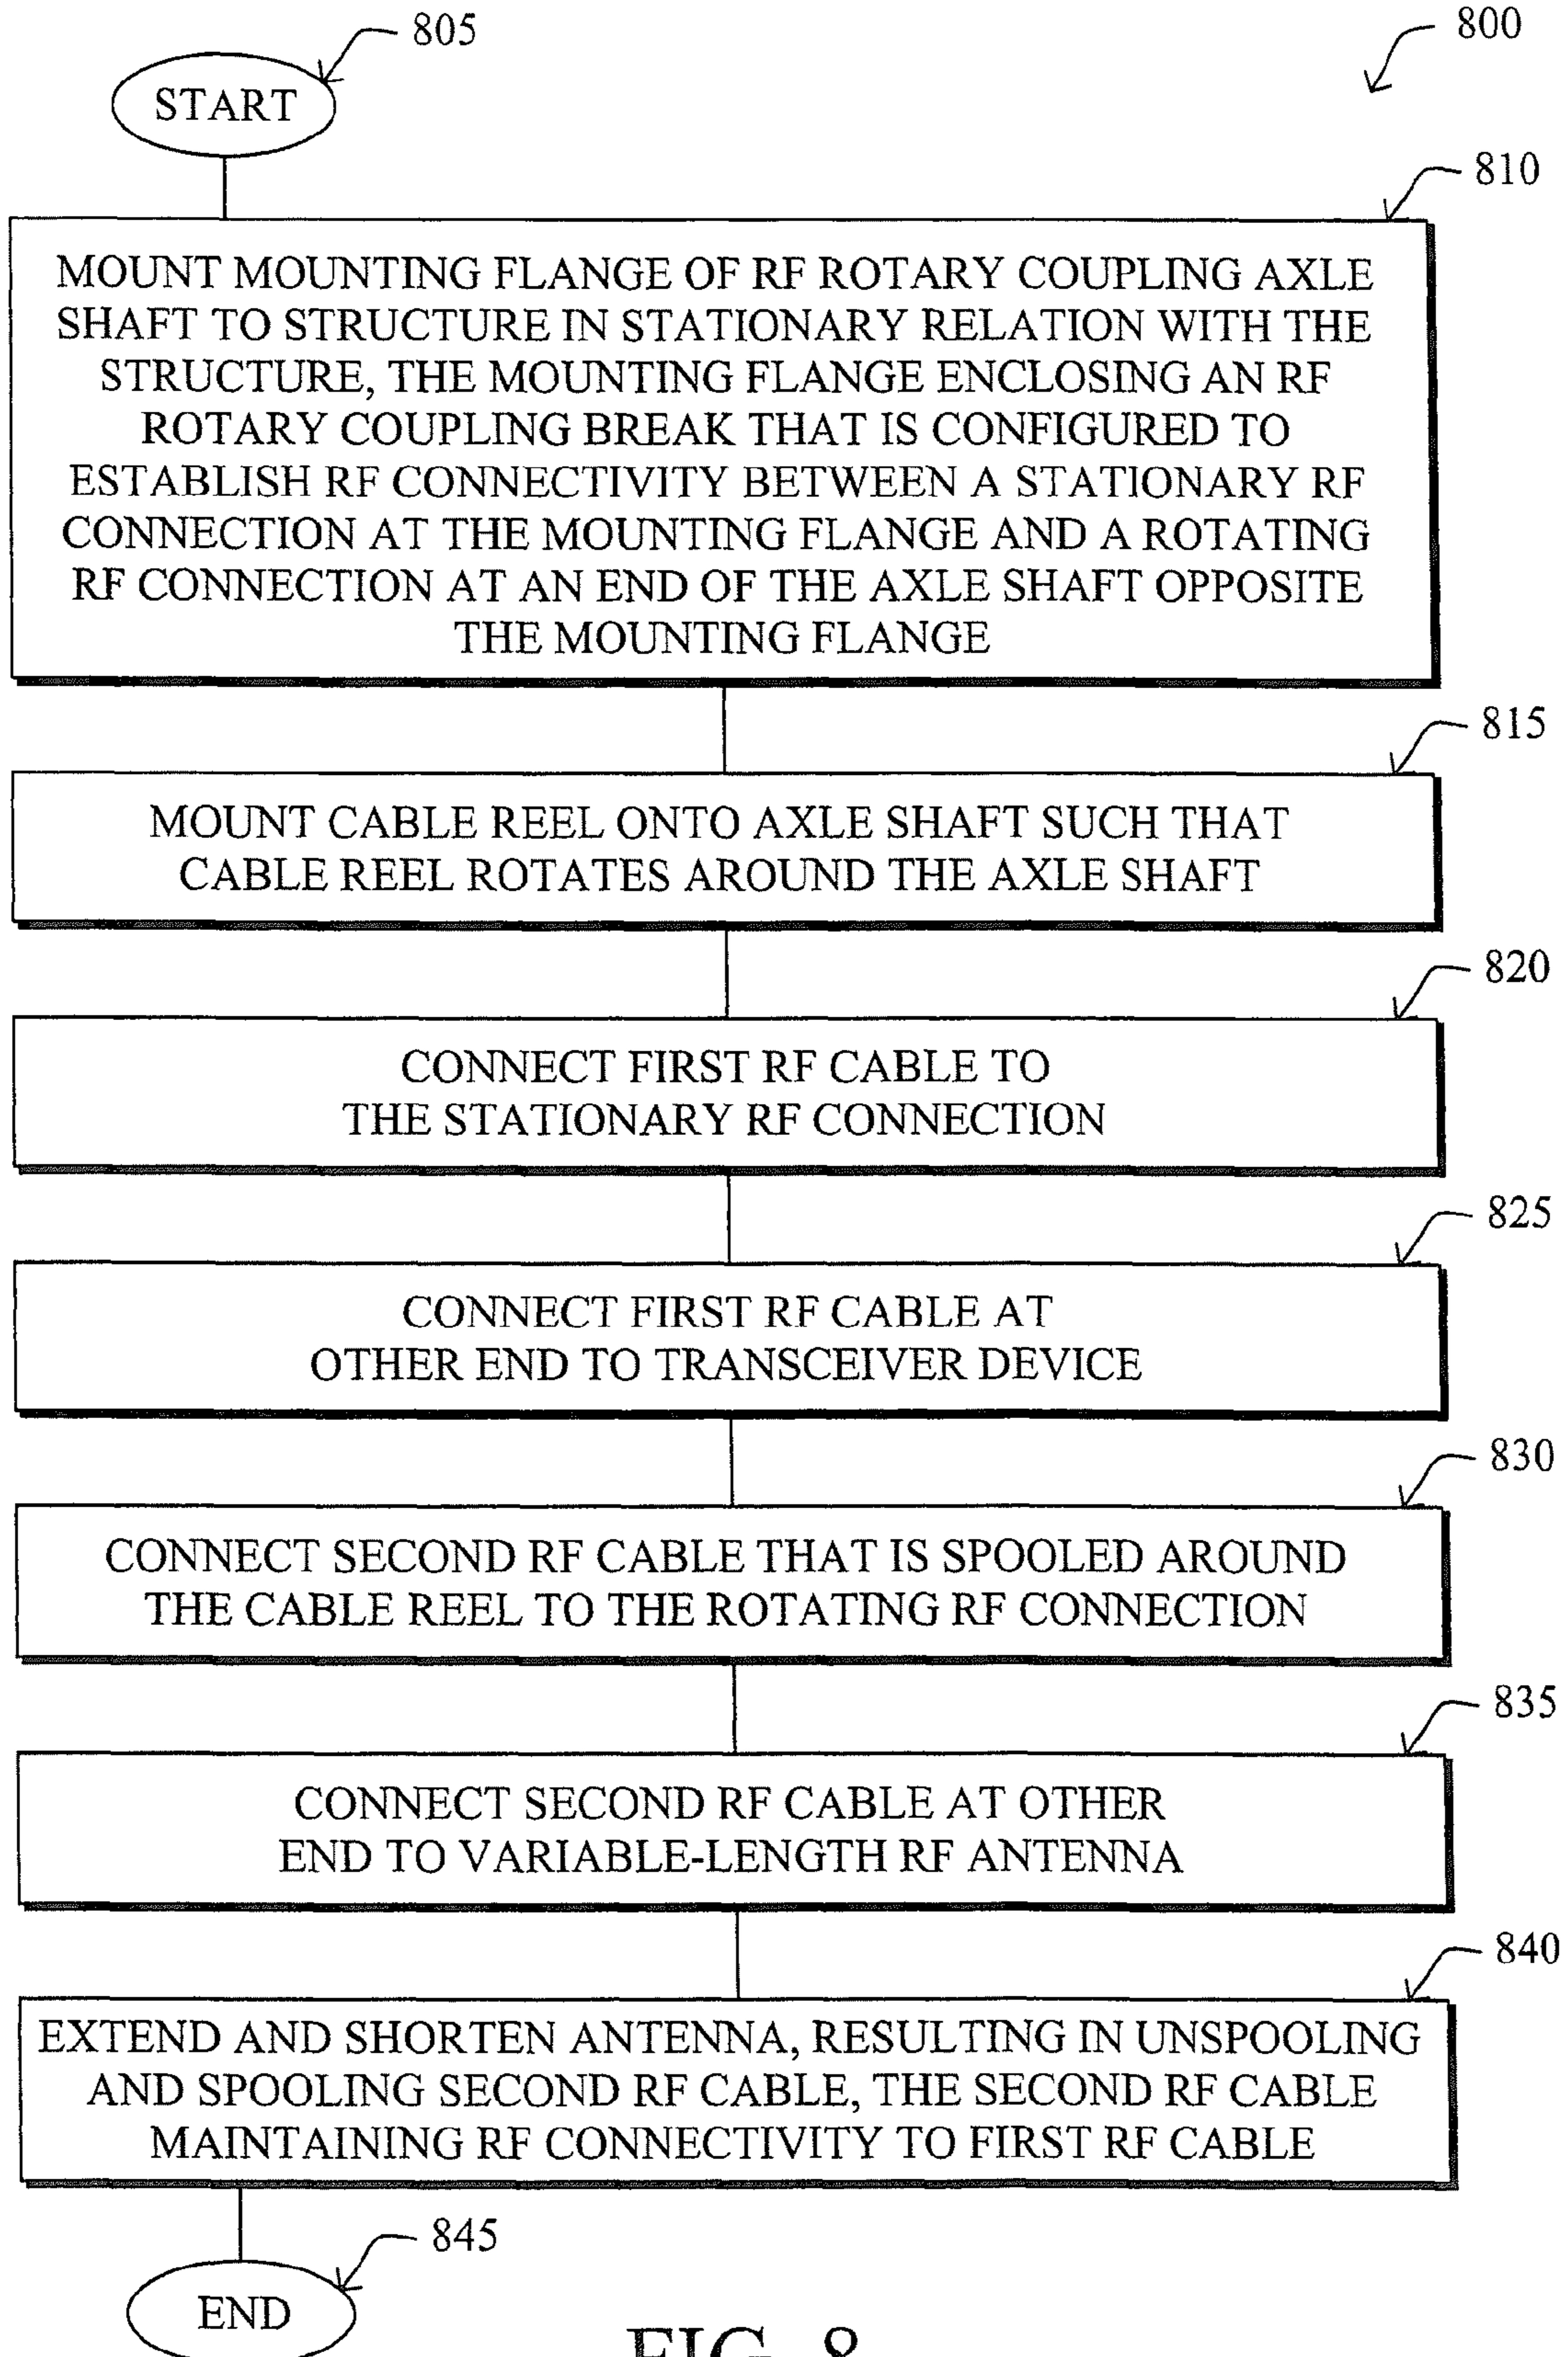 805
800
START
810
MOUNT MOUNTING FLANGE OF RF ROTARY COUPLING AXLE
SHAFT TO STRUCTURE IN STATIONARY RELATION WITH THE
STRUCTURE, THE MOUNTING FLANGE ENCLOSING AN RF
ROTARY COUPLING BREAK THAT IS CONFIGURED TO
ESTABLISH RF CONNECTIVITY BETWEEN A STATIONARY RF
CONNECTION AT THE MOUNTING FLANGE AND A ROTATING
RF CONNECTION AT AN END OF THE AXLE SHAFT OPPOSITE
THE MOUNTING FLANGE
815
MOUNT CABLE REEL ONTO AXLE SHAFT SUCH THAT
CABLE REEL ROTATES AROUND THE AXLE SHAFT
820
CONNECT FIRST RF CABLE TO
THE STATIONARY RF CONNECTION
825
CONNECT FIRST RF CABLE AT
OTHER END TO TRANSCEIVER DEVICE
830
CONNECT SECOND RF CABLE THAT IS SPOOLED AROUND
THE CABLE REEL TO THE ROTATING RF CONNECTION
835
CONNECT SECOND RF CABLE AT OTHER
END TO VARIABLE-LENGTH RF ANTENNA
840
EXTEND AND SHORTEN ANTENNA, RESULTING IN UNSPOOLING
AND SPOOLING SECOND RF CABLE, THE SECOND RF CABLE
MAINTAINING RF CONNECTIVITY TO FIRST RF CABLE
845
END
FIG. 8